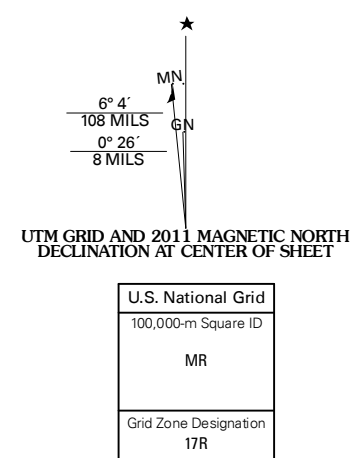 ★
MN.
6° 4´
108 MILS
GN
0° 26´
8 MILS
UTM GRID AND 2011 MAGNETIC NORTH
DECLINATION AT CENTER OF SHEET
U.S. National Grid
100,000-m Square ID
MR
Grid Zone Designation
17R